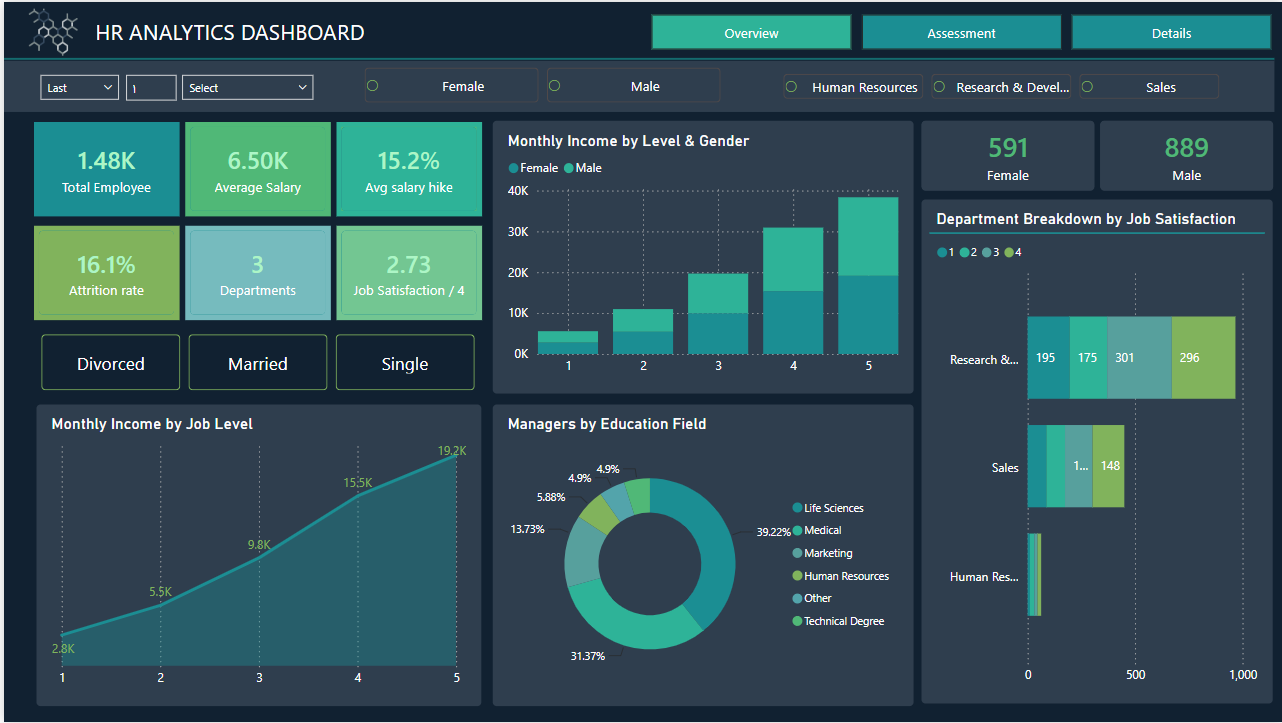 HR ANALYTICS DASHBOARD
Overview
Assessment
Details
Last
1
Select
Female
Male
Human Resources
Research & Devel...
Sales
1.48K
Total Employee
6.50K
Average Salary
15.2%
Avg salary hike
16.1%
Attrition rate
3
Departments
2.73
Job Satisfaction / 4
Divorced
Married
Single
Monthly Income by Level & Gender
Female Male
40K
30K
20K
10K
0K
1 2 3 4 5
591
Female
889
Male
Department Breakdown by Job Satisfaction
1 2 3 4
Research &...
195 175 301 296
Sales
1... 148
Human Res...
0 500 1,000
Monthly Income by Job Level
2.8K
5.5K
9.8K
15.5K
19.2K
1 2 3 4 5
Managers by Education Field
4.9%
4.9%
5.88%
13.73%
31.37%
39.22%
Life Sciences
Medical
Marketing
Human Resources
Other
Technical Degree